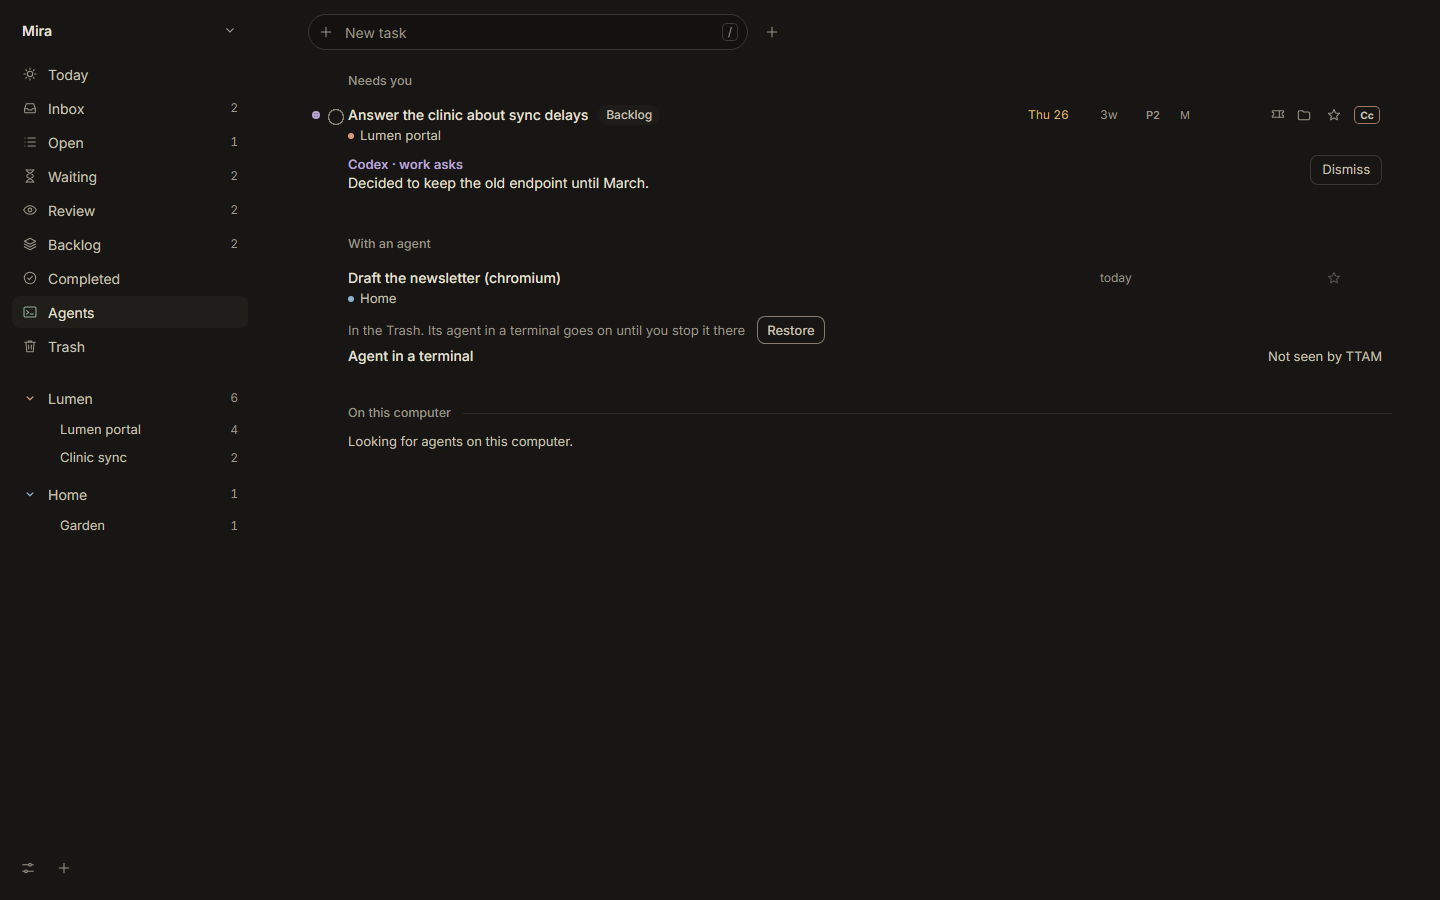 Mira
Today
Inbox 2
Open 1
Waiting 2
Review 2
Backlog 2
Completed
Agents
Trash
Lumen 6
Lumen portal 4
Clinic sync 2
Home 1
Garden 1
New task /
Needs you
Answer the clinic about sync delays Backlog Thu 26 3w P2 M Cc
Lumen portal
Codex · work asks
Decided to keep the old endpoint until March. Dismiss
With an agent
Draft the newsletter (chromium) today
Home
In the Trash. Its agent in a terminal goes on until you stop it there Restore
Agent in a terminal Not seen by TTAM
On this computer
Looking for agents on this computer.